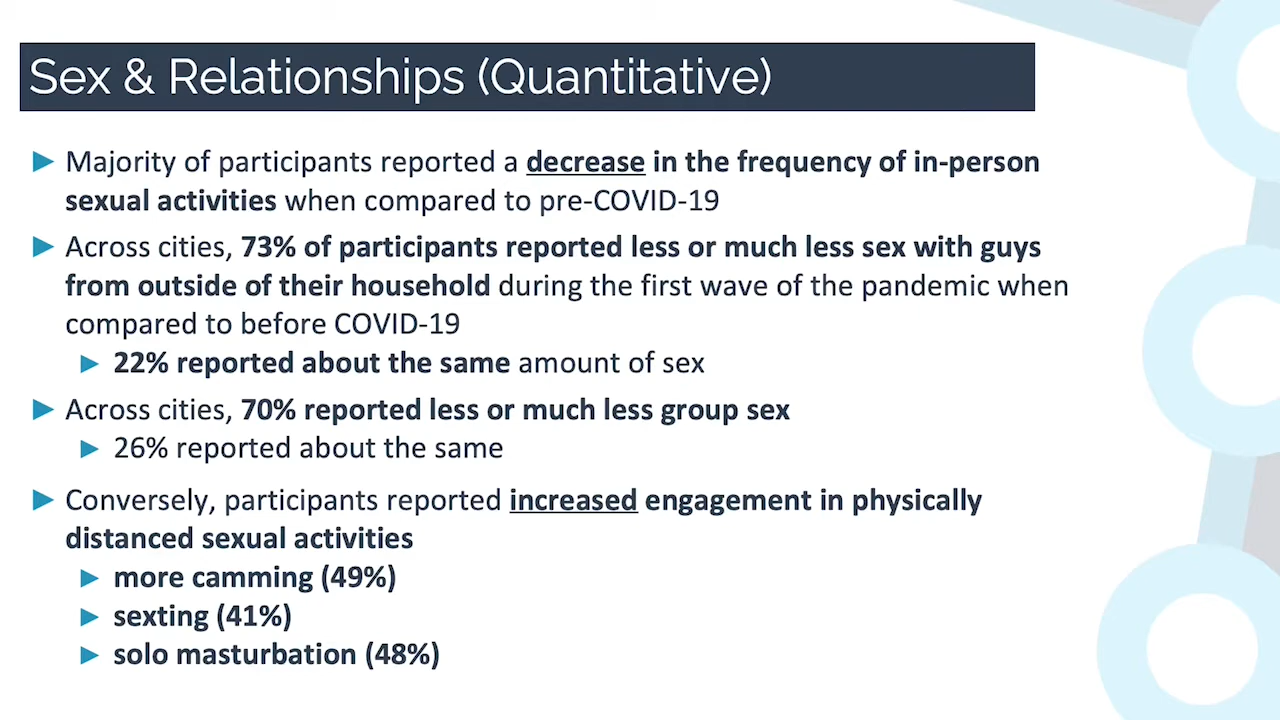 Sex & Relationships (Quantitative)
Majority of participants reported a decrease in the frequency of in-person
sexual activities when compared to pre-COVID-19
Across cities, 73% of participants reported less or much less sex with guys
from outside of their household during the first wave of the pandemic when
compared to before COVID-19
22% reported about the same amount of sex
Across cities, 70% reported less or much less group sex
26% reported about the same
Conversely, participants reported increased engagement in physically
distanced sexual activities
more camming (49%)
sexting (41%)
solo masturbation (48%)